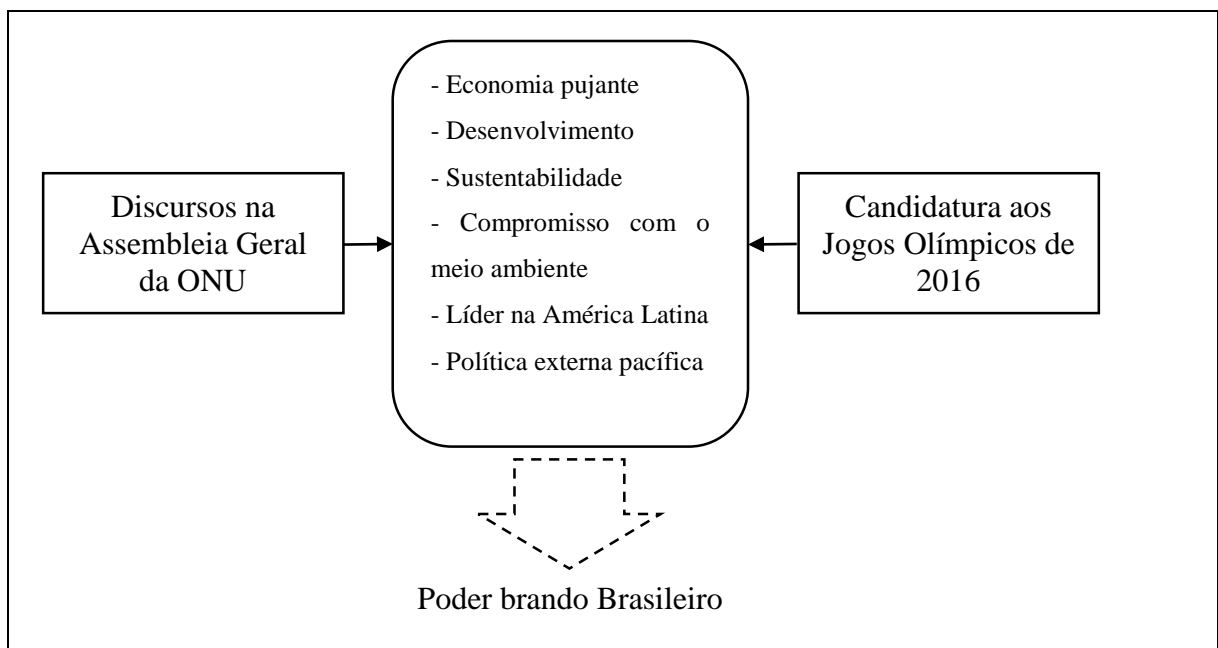 Discursos na
Assembleia Geral
da ONU
- Economia pujante
- Desenvolvimento
- Sustentabilidade
- Compromisso com o
meio ambiente
- Líder na América Latina
- Política externa pacífica
Candidatura aos
Jogos Olímpicos de
2016
Poder brando Brasileiro